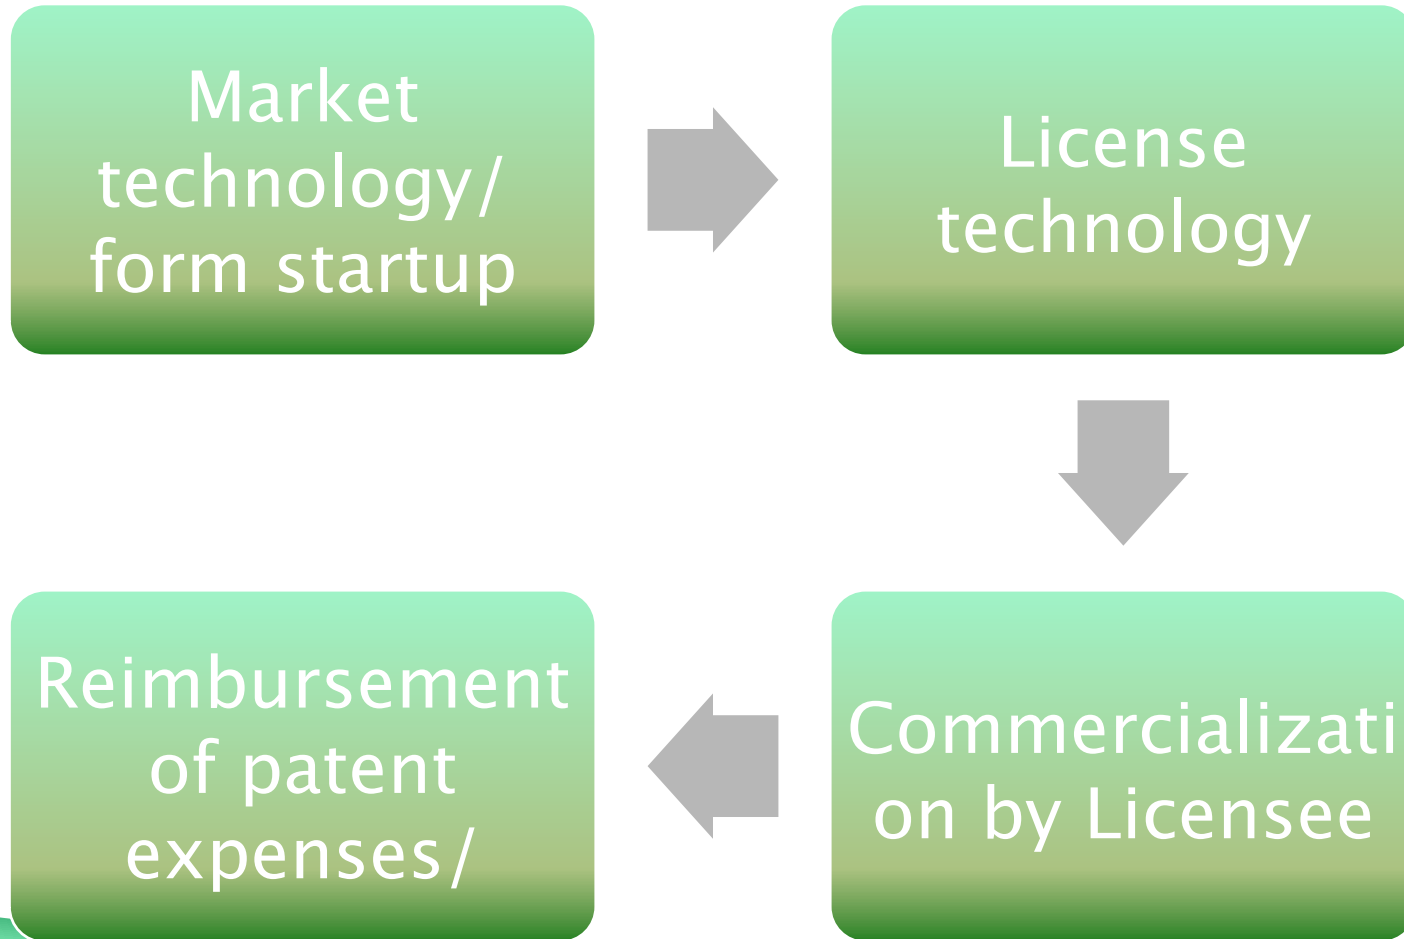 Market
technology/
form startup
License
technology
Commercializati
on by Licensee
Reimbursement
of patent
expenses/